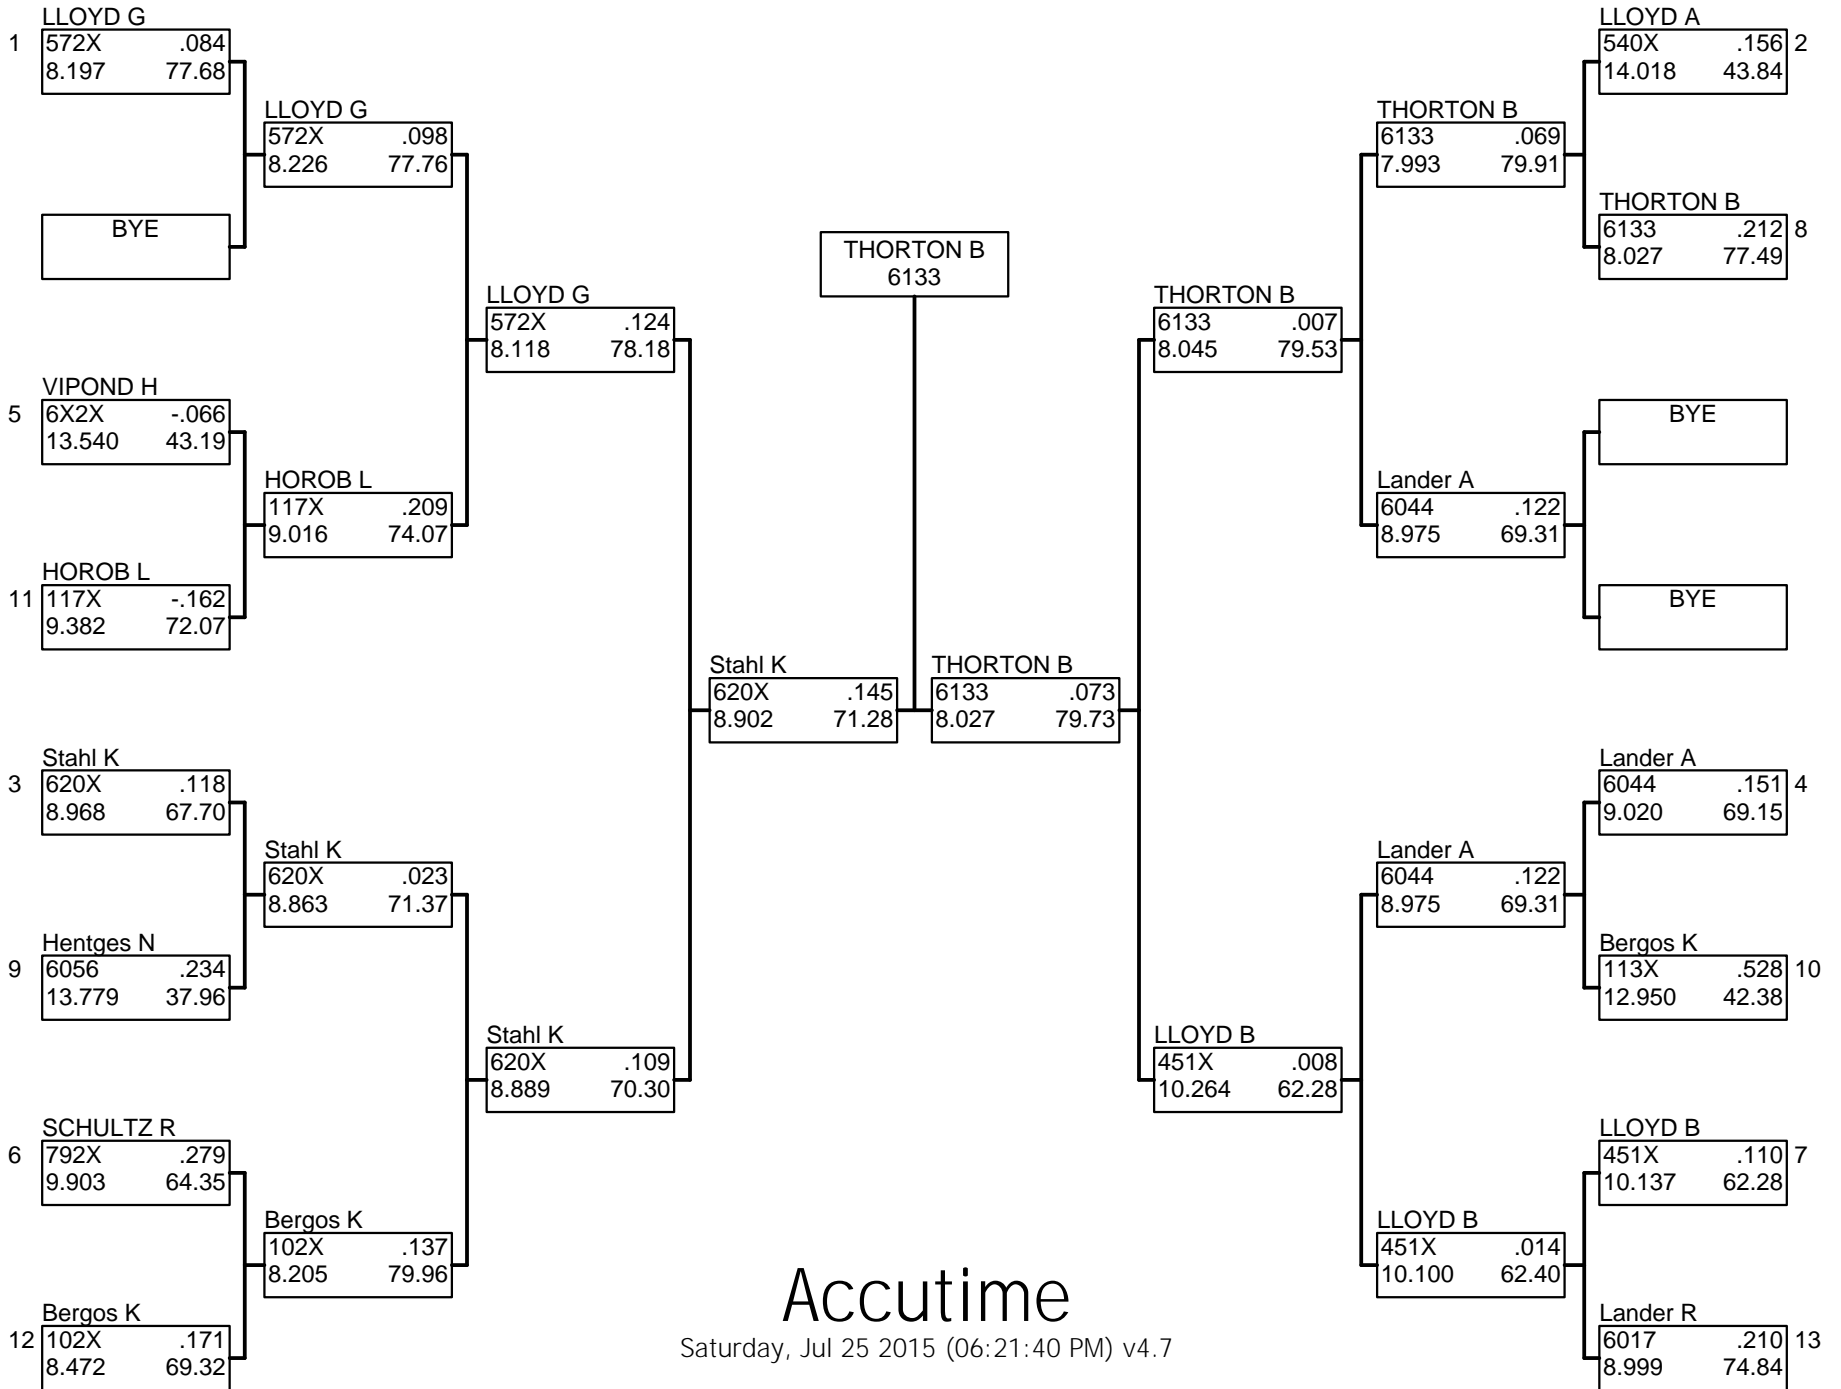 LLOYD G
1 572X .084
8.197 77.68
BYE
VIPOND H
5 6X2X -.066
13.540 43.19
HOROB L
11 117X -.162
9.382 72.07
Stahl K
3 620X .118
8.968 67.70
Hentges N
9 6056 .234
13.779 37.96
SCHULTZ R
6 792X .279
9.903 64.35
Bergos K
12 102X .171
8.472 69.32
LLOYD G
572X .098
8.226 77.76
HOROB L
117X .209
9.016 74.07
Stahl K
620X .023
8.863 71.37
Bergos K
102X .137
8.205 79.96
LLOYD G
572X .124
8.118 78.18
Stahl K
620X .109
8.889 70.30
Stahl K
620X .145
8.902 71.28
THORTON B
6133
THORTON B
6133 .073
8.027 79.73
THORTON B
6133 .007
8.045 79.53
LLOYD B
451X .008
10.264 62.28
THORTON B
6133 .069
7.993 79.91
Lander A
6044 .122
8.975 69.31
Lander A
6044 .122
8.975 69.31
LLOYD B
451X .014
10.100 62.40
LLOYD A
540X .156 2
14.018 43.84
THORTON B
6133 .212 8
8.027 77.49
BYE
BYE
Lander A
6044 .151 4
9.020 69.15
Bergos K
113X .528 10
12.950 42.38
LLOYD B
451X .110 7
10.137 62.28
Lander R
6017 .210 13
8.999 74.84
Accutime
Saturday, Jul 25 2015 (06:21:40 PM) v4.7